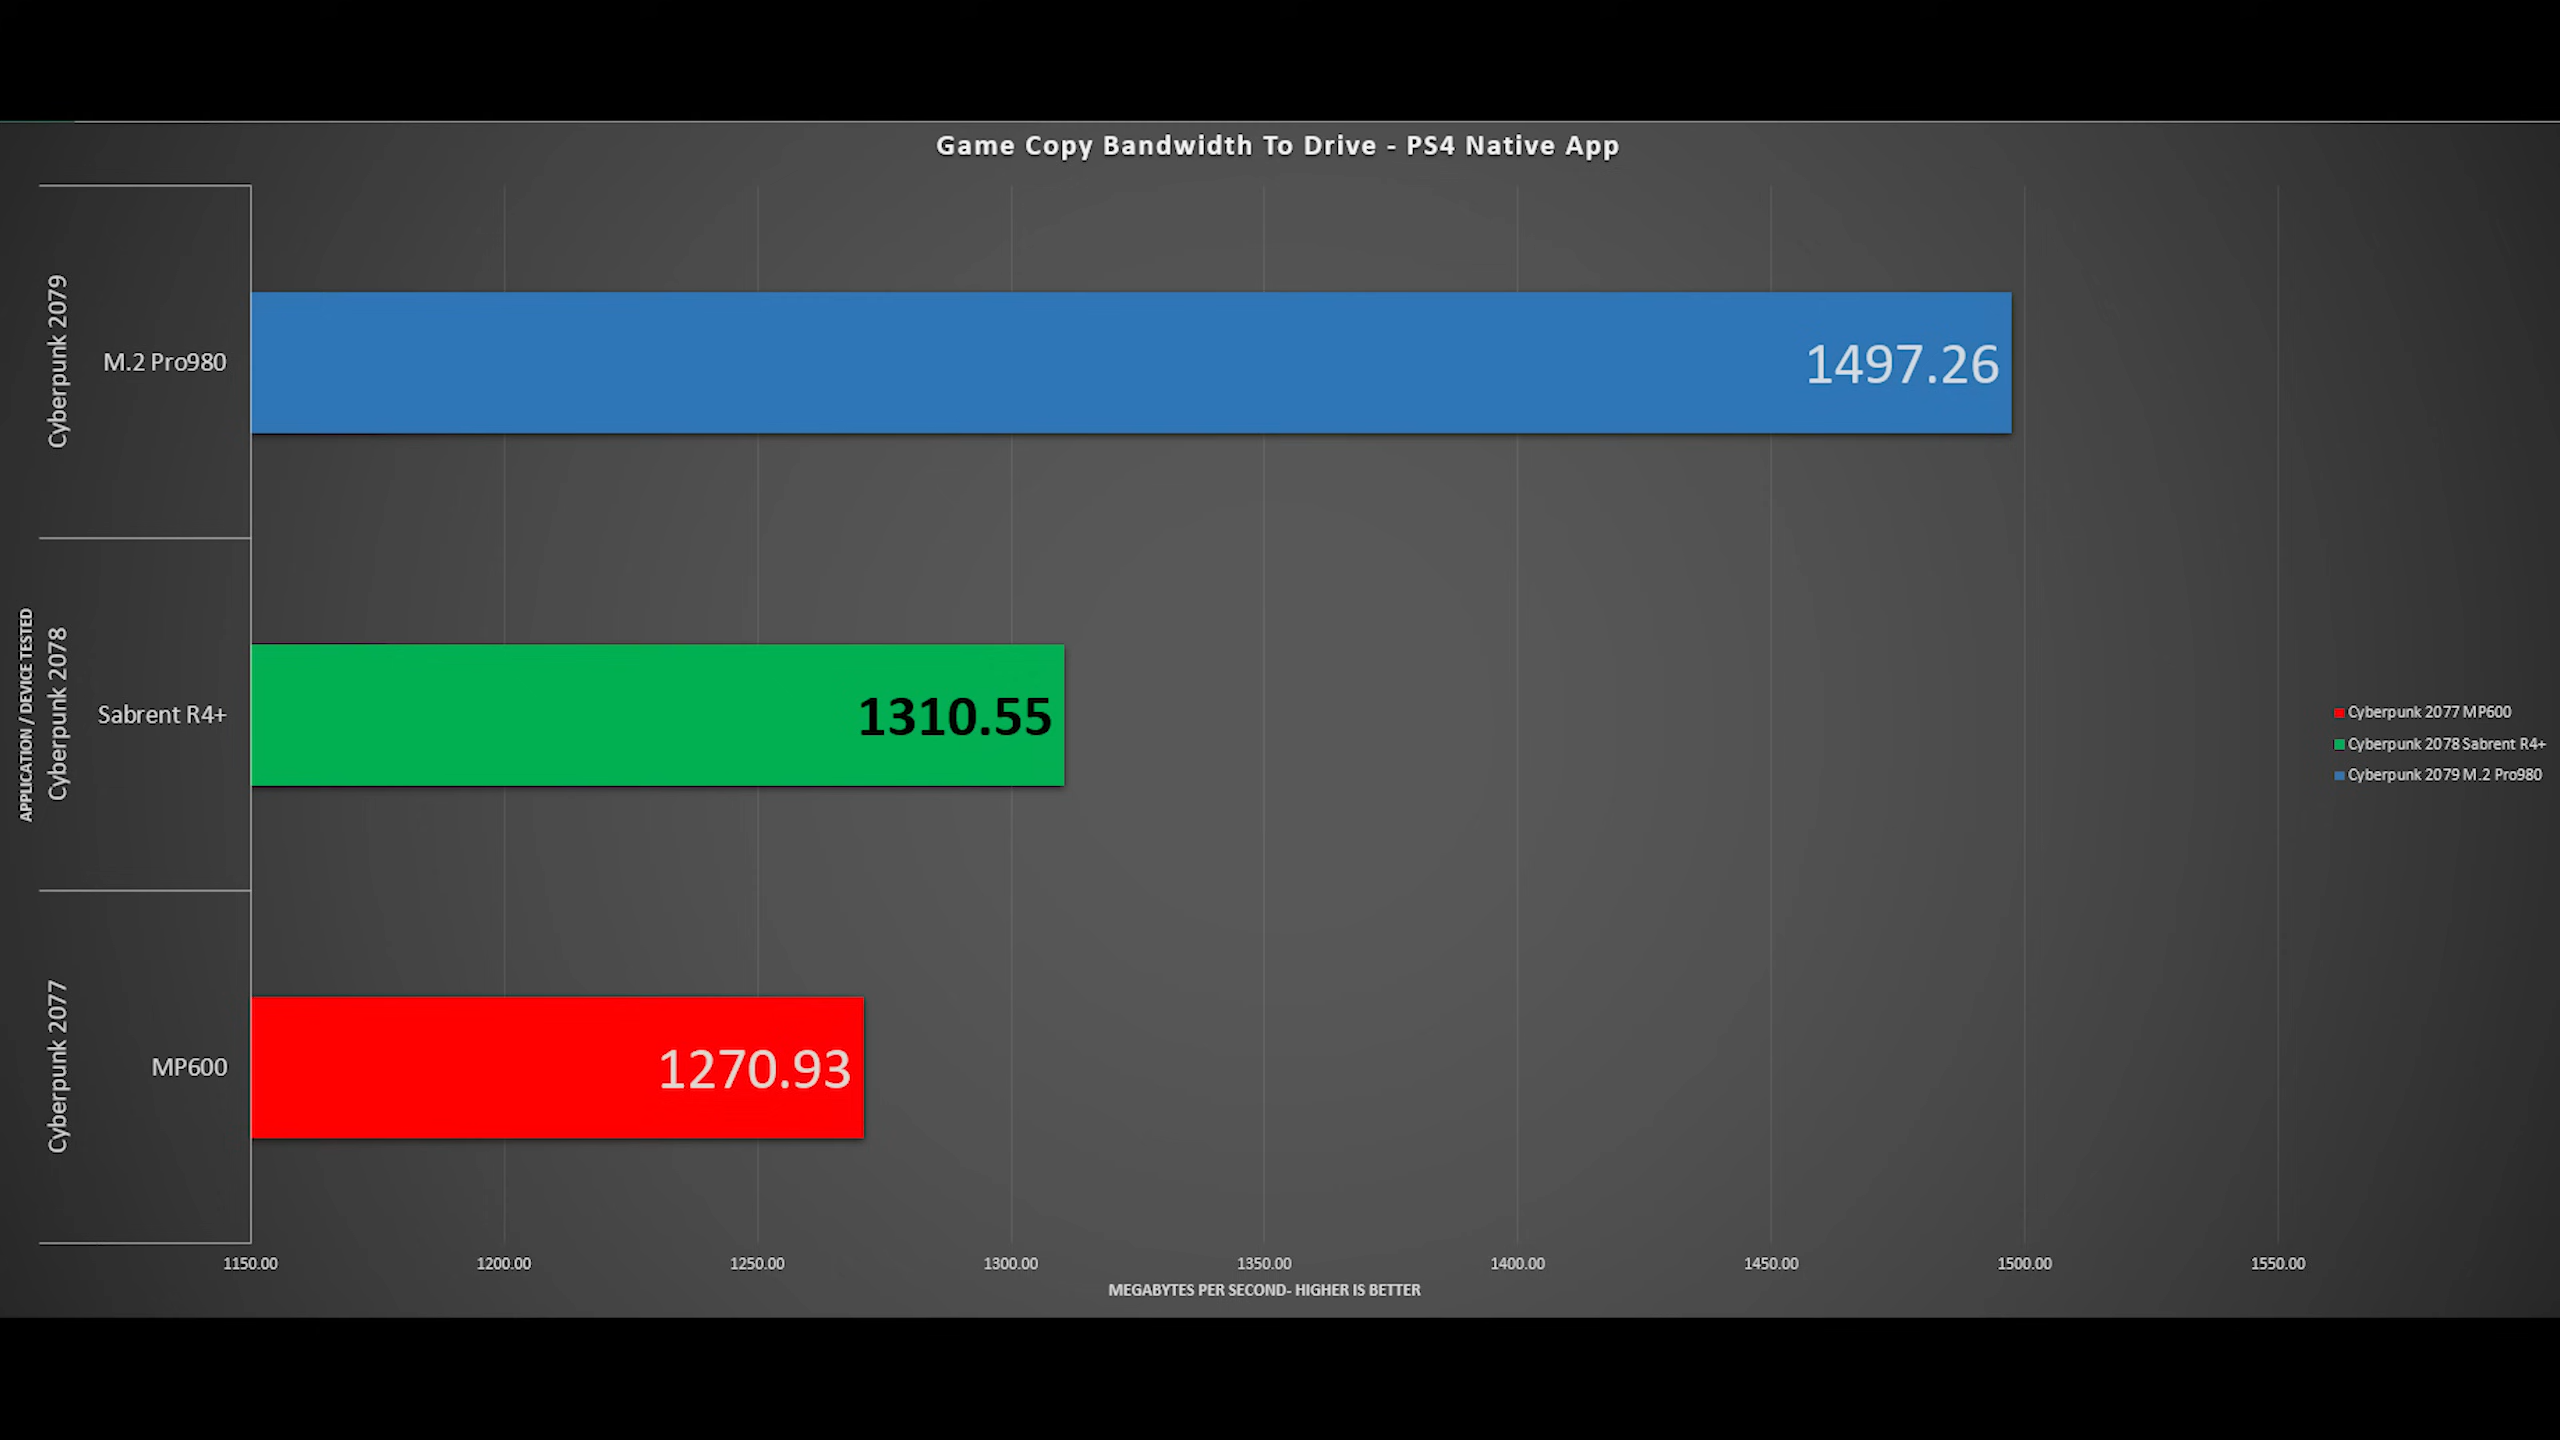 Game Copy Bandwidth To Drive - PS4 Native App
APPLICATION / DEVICE TESTED
Cyberpunk 2079
M.2 Pro980
1497.26
Cyberpunk 2078
Sabrent R4+
1310.55
Cyberpunk 2077
MP600
1270.93
Cyberpunk 2077 MP600
Cyberpunk 2078 Sabrent R4+
Cyberpunk 2079 M.2 Pro980
1150.00 1200.00 1250.00 1300.00 1350.00 1400.00 1450.00 1500.00 1550.00
MEGABYTES PER SECOND- HIGHER IS BETTER